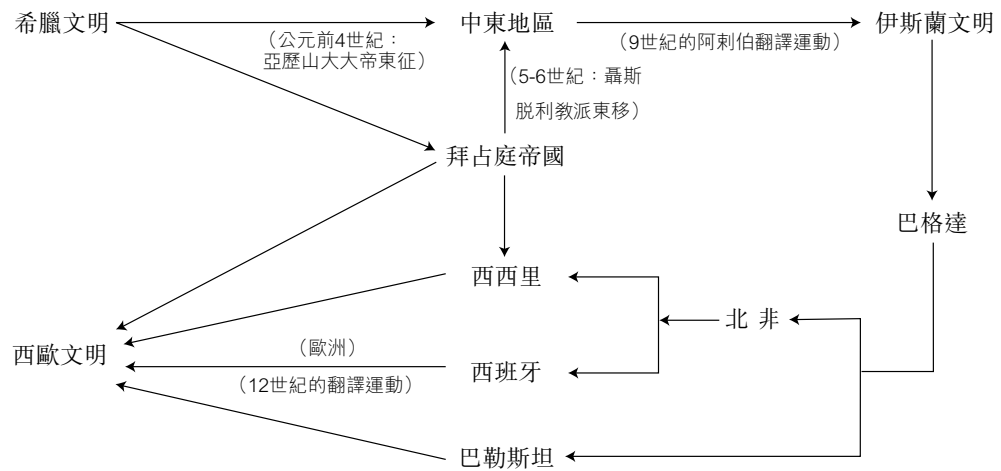 希臘文明
中東地區
伊斯蘭文明
（公元前4世紀：
亞歷山大大帝東征）
（9世紀的阿剌伯翻譯運動）
（5-6世紀：聶斯
脱利教派東移）
拜占庭帝國
巴格達
西西里
北 非
西歐文明
（歐洲）
（12世紀的翻譯運動）
西班牙
巴勒斯坦